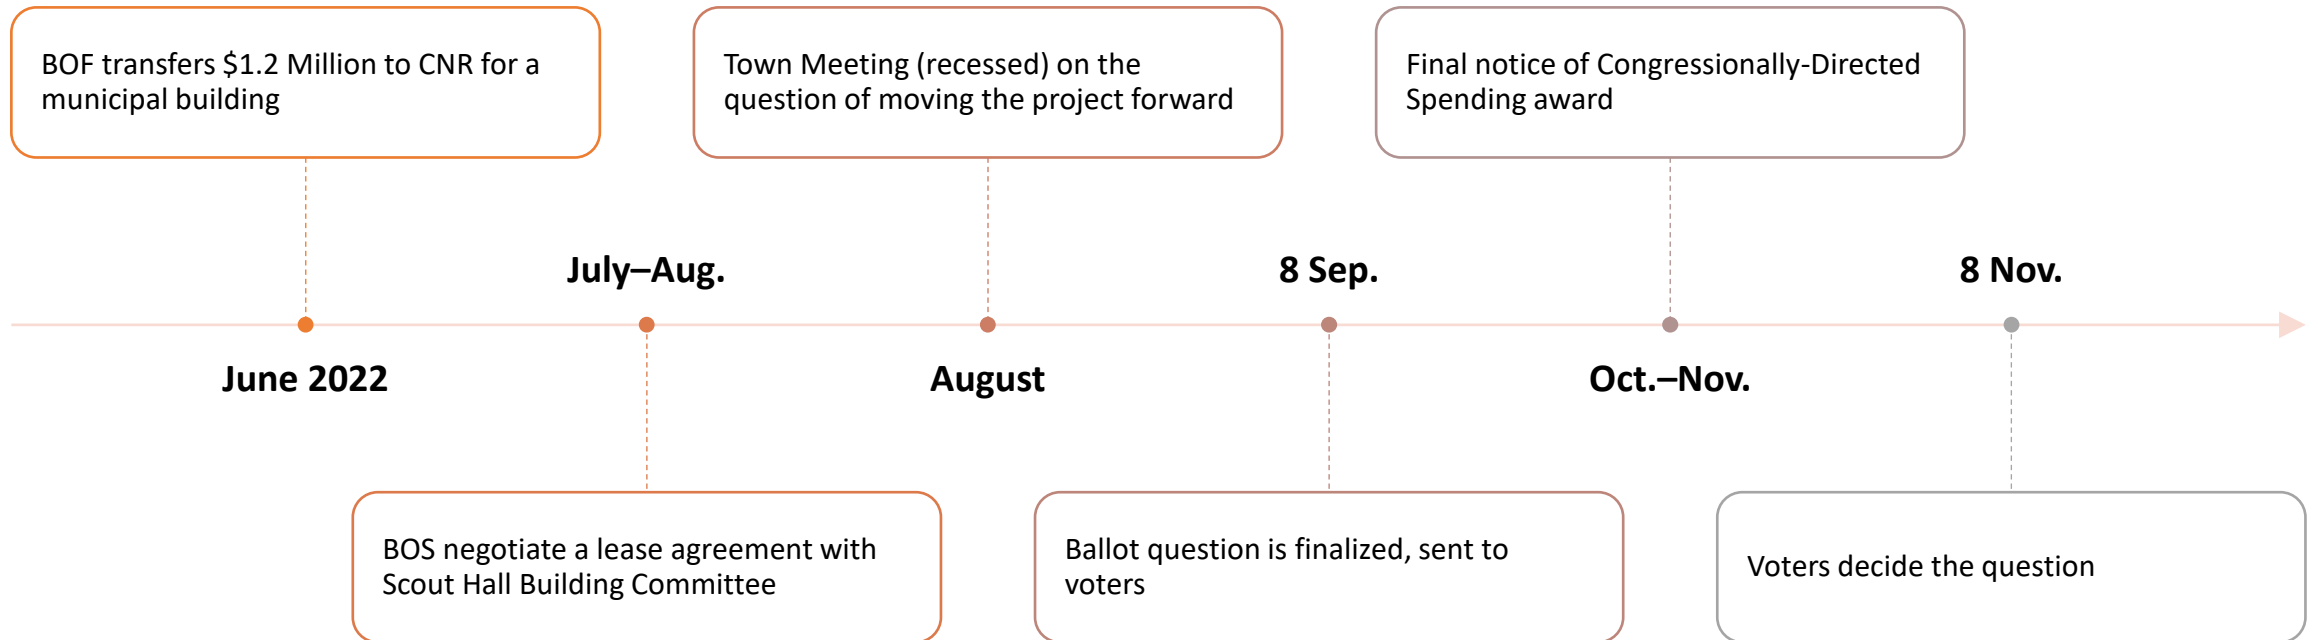 BOF transfers $1.2 Million to CNR for a
municipal building
June 2022
July–Aug.
BOS negotiate a lease agreement with
Scout Hall Building Committee
Town Meeting (recessed) on the
question of moving the project forward
August
8 Sep.
Ballot question is finalized, sent to
voters
Final notice of Congressionally-Directed
Spending award
Oct.–Nov.
8 Nov.
Voters decide the question